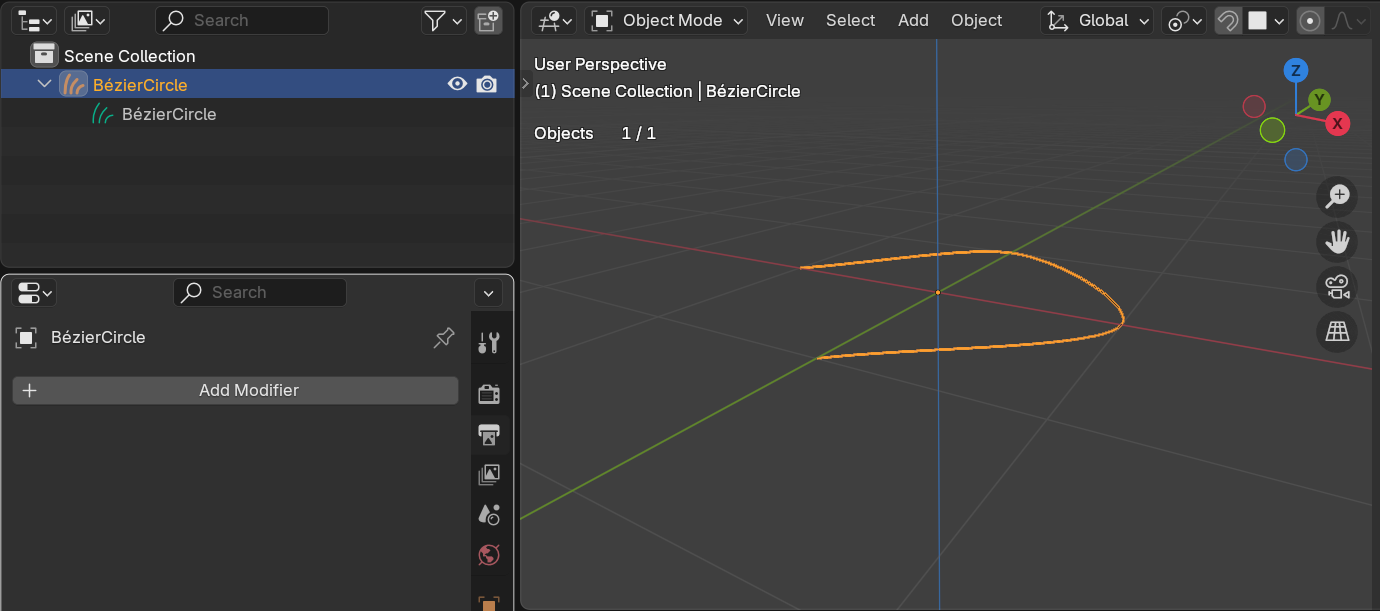 Search
Scene Collection
BézierCircle
BézierCircle
Search
BézierCircle
Add Modifier
Object Mode View Select Add Object Global
User Perspective
(1) Scene Collection | BézierCircle
Objects 1 / 1
Z
Y
X